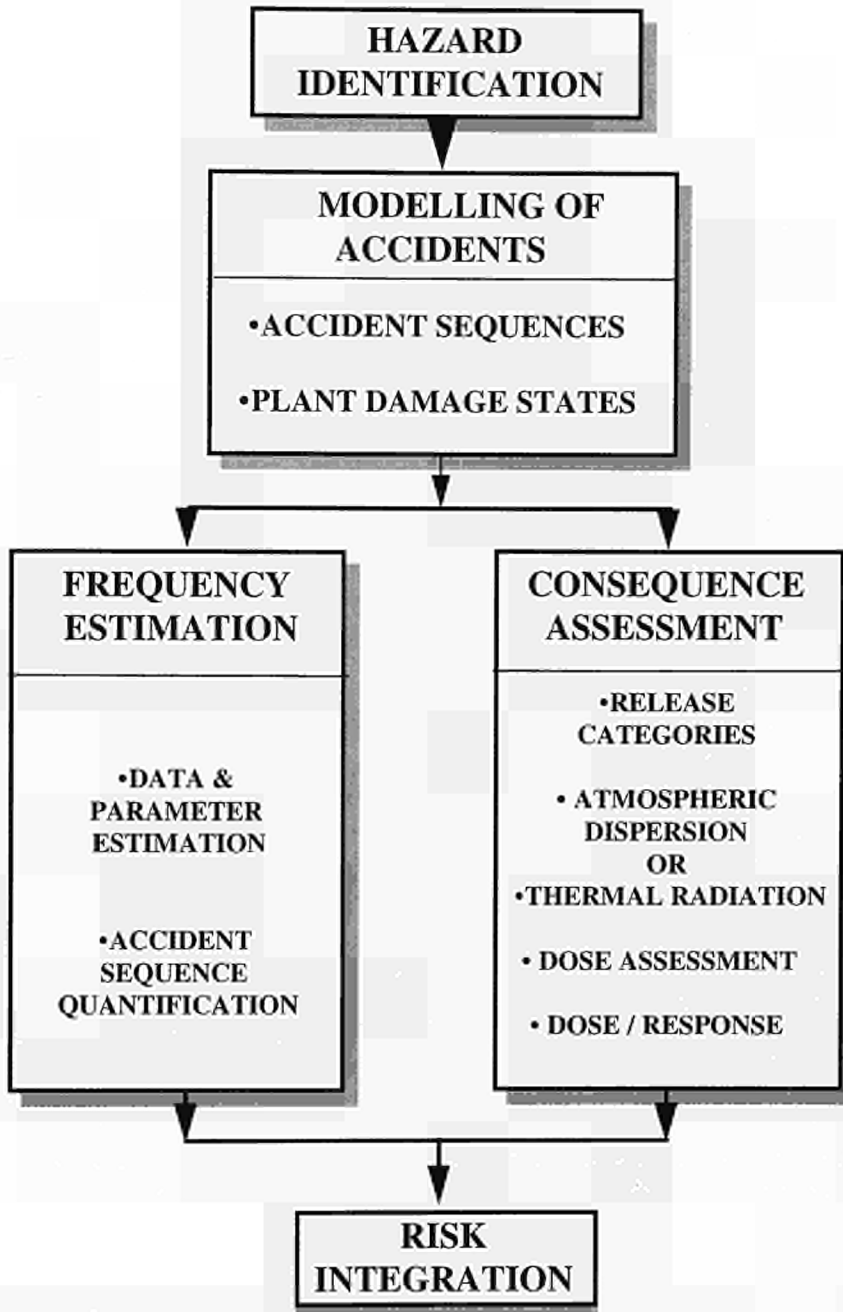 HAZARD
IDENTIFICATION
MODELLING OF
ACCIDENTS
•ACCIDENT SEQUENCES
•PLANT DAMAGE STATES
FREQUENCY
ESTIMATION
•DATA &
PARAMETER
ESTIMATION
•ACCIDENT
SEQUENCE
QUANTIFICATION
CONSEQUENCE
ASSESSMENT
•RELEASE
CATEGORIES
• ATMOSPHERIC
DISPERSION
OR
•THERMAL RADIATION
• DOSE ASSESSMENT
• DOSE / RESPONSE
RISK
INTEGRATION